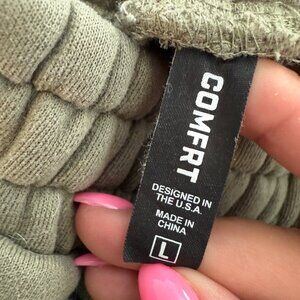 COMFRT
DESIGNED IN
THE U.S.A.
MADE IN
CHINA
L